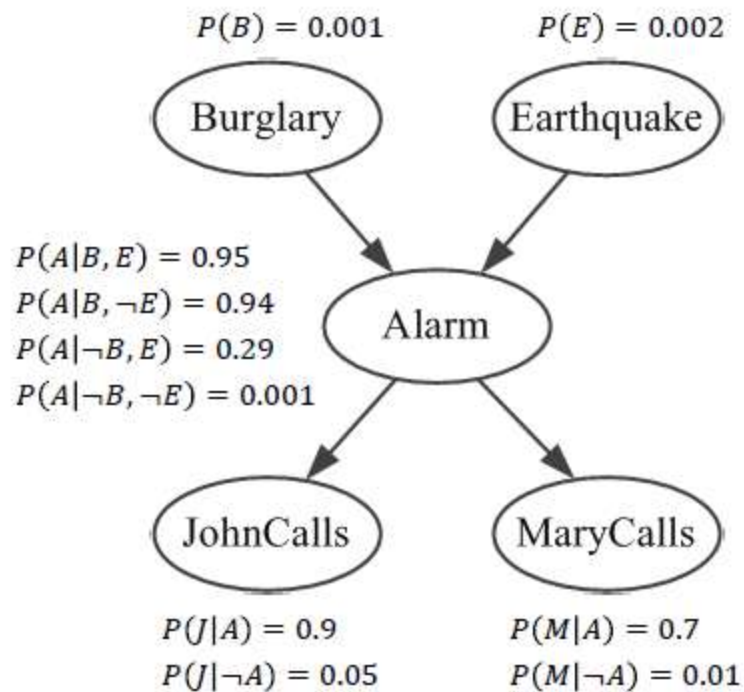 P(B) = 0.001
P(E) = 0.002
Burglary
Earthquake
P(A|B, E) = 0.95
P(A|B, ¬E) = 0.94
P(A|¬B, E) = 0.29
P(A|¬B, ¬E) = 0.001
Alarm
JohnCalls
MaryCalls
P(J|A) = 0.9
P(J|¬A) = 0.05
P(M|A) = 0.7
P(M|¬A) = 0.01